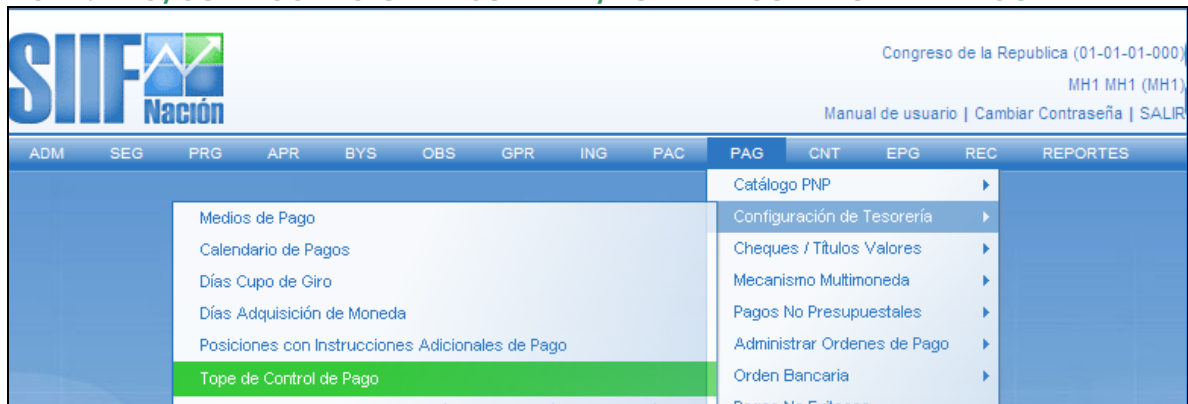 SIIF Nación
Congreso de la Republica (01-01-01-000)
MH1 MH1 (MH1)
Manual de usuario | Cambiar Contraseña | SALIR
ADM SEG PRG APR BYS OBS GPR ING PAC PAG CNT EPG REC REPORTES
Catálogo PNP
Configuración de Tesorería
Cheques / Títulos Valores
Mecanismo Multimoneda
Pagos No Presupuestales
Administrar Ordenes de Pago
Orden Bancaria
Medios de Pago
Calendario de Pagos
Días Cupo de Giro
Días Adquisición de Moneda
Posiciones con Instrucciones Adicionales de Pago
Tope de Control de Pago